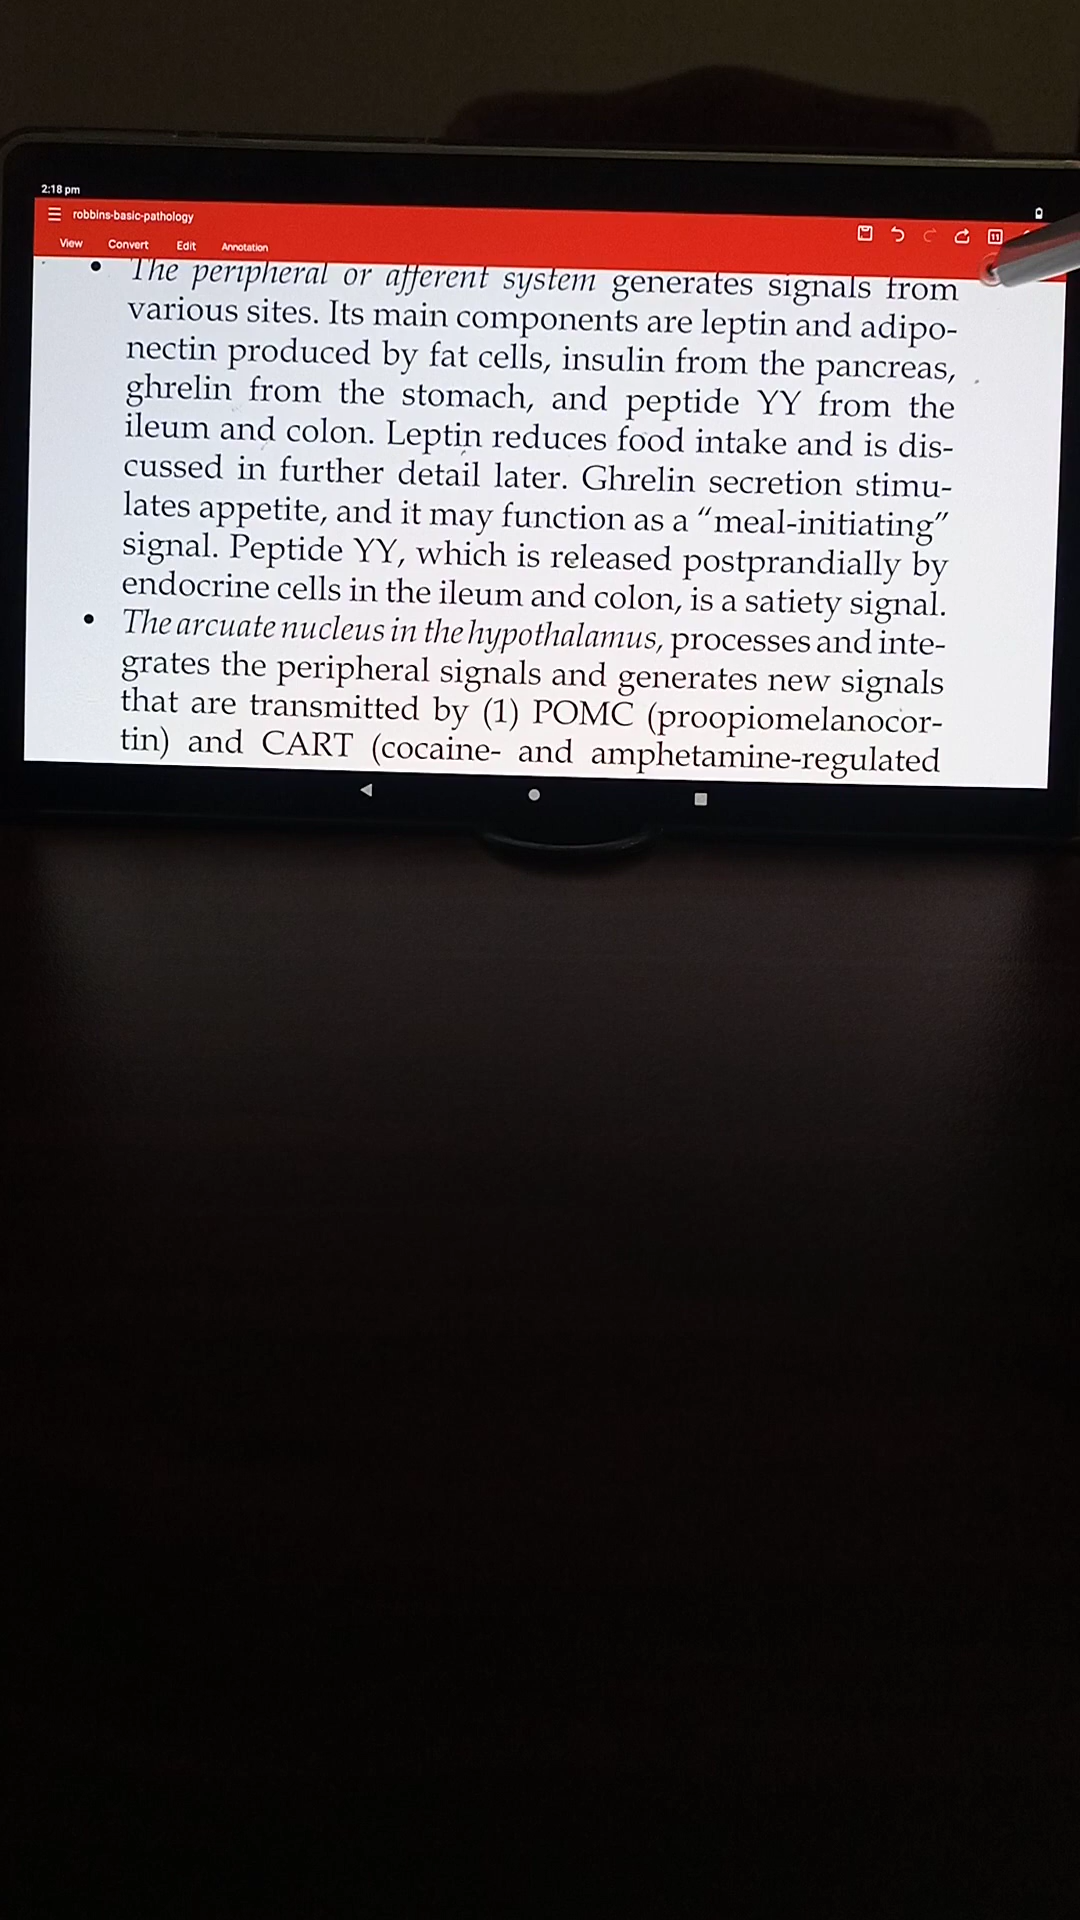 2:18 pm
robbins-basic-pathology
View Convert Edit Annotation
• The peripheral or afferent system generates signals from
various sites. Its main components are leptin and adipo-
nectin produced by fat cells, insulin from the pancreas,
ghrelin from the stomach, and peptide YY from the
ileum and colon. Leptin reduces food intake and is dis-
cussed in further detail later. Ghrelin secretion stimu-
lates appetite, and it may function as a “meal-initiating”
signal. Peptide YY, which is released postprandially by
endocrine cells in the ileum and colon, is a satiety signal.
• The arcuate nucleus in the hypothalamus, processes and inte-
grates the peripheral signals and generates new signals
that are transmitted by (1) POMC (proopiomelanocor-
tin) and CART (cocaine- and amphetamine-regulated